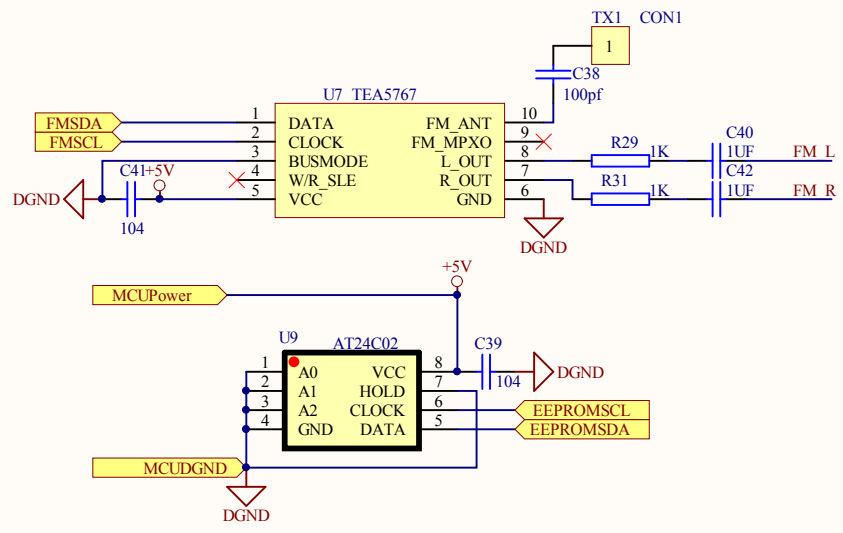 TX1 CON1
1
C38
100pf
U7 TEA5767
FMSDA 1 DATA FM_ANT 10
FMSCL 2 CLOCK FM_MPXO 9
3 BUSMODE L_OUT 8 R29 1K C40 1UF FM_L
C41 +5V 4 W/R_SLE R_OUT 7 R31 1K C42 1UF FM_R
DGND 5 VCC GND 6
104
DGND
+5V
MCUPower
U9 AT24C02 C39
1 A0 VCC 8 104 DGND
2 A1 HOLD 7
3 A2 CLOCK 6 EEPROMSCL
4 GND DATA 5 EEPROMSDA
MCUDGND
DGND